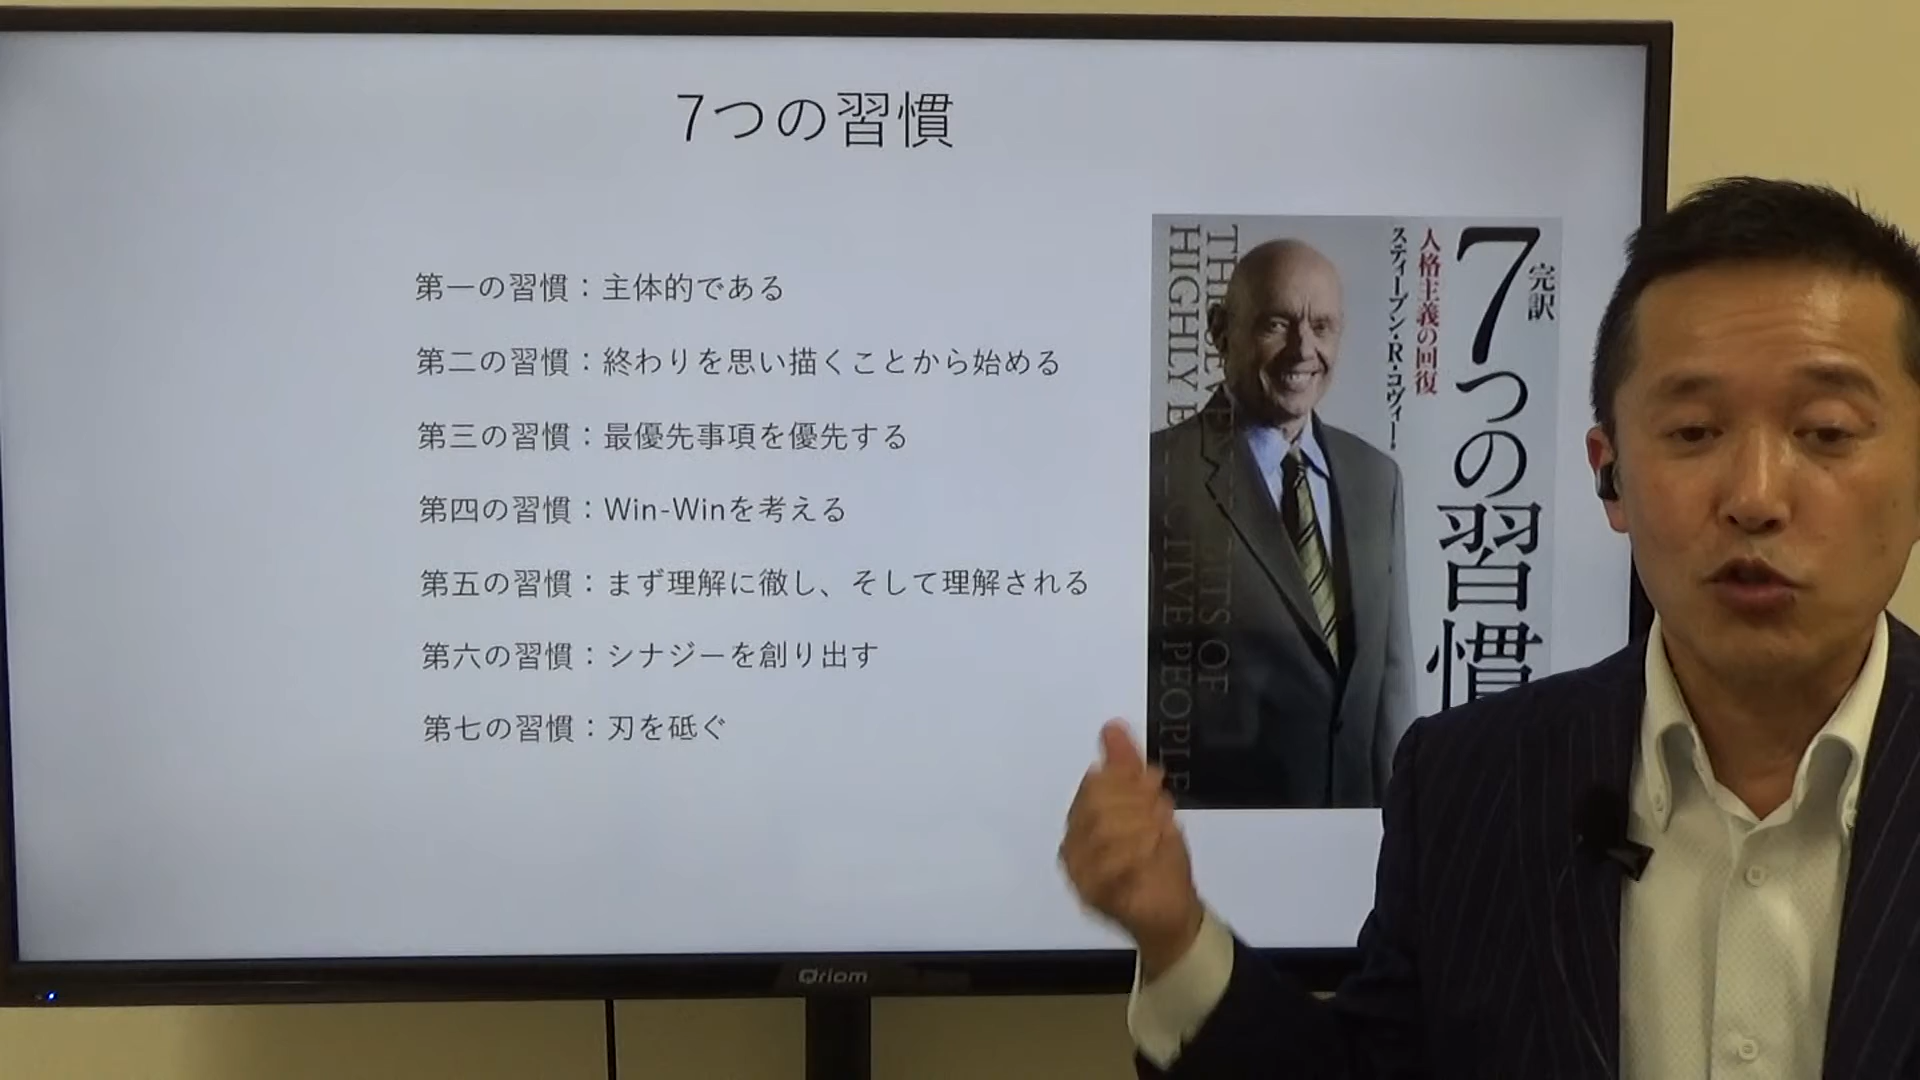 7つの習慣
第一の習慣：主体的である
第二の習慣：終わりを思い描くことから始める
第三の習慣：最優先事項を優先する
第四の習慣：Win-Winを考える
第五の習慣：まず理解に徹し、そして理解される
第六の習慣：シナジーを創り出す
第七の習慣：刃を砥ぐ
完訳
7つの習慣
人格主義の回復
スティーブン・R・コヴィー
HIGHLY
PEOPLE
Qriom